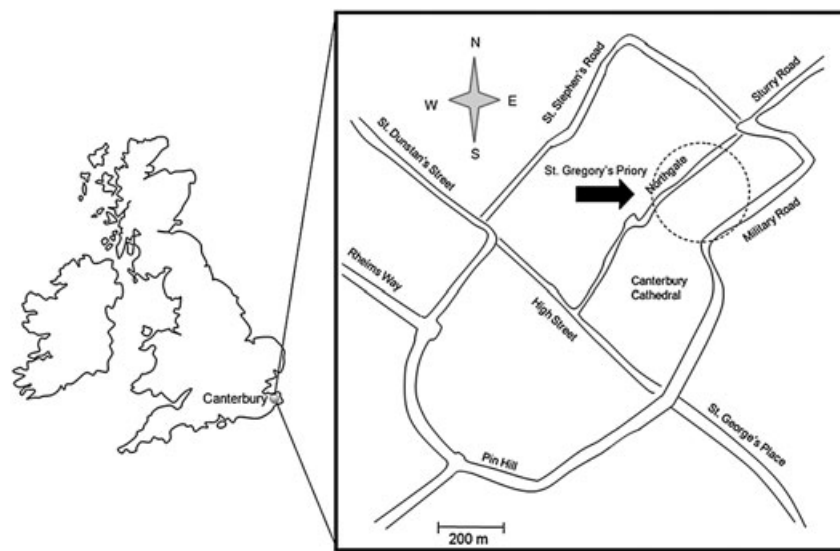 N
W
E
S
St. Stephen's Road
Sturry Road
St. Dunstan's Street
St. Gregory's Priory
Northgate
Military Road
Rheims Way
Canterbury
Cathedral
High Street
Canterbury
St. George's Place
Pin Hill
200 m